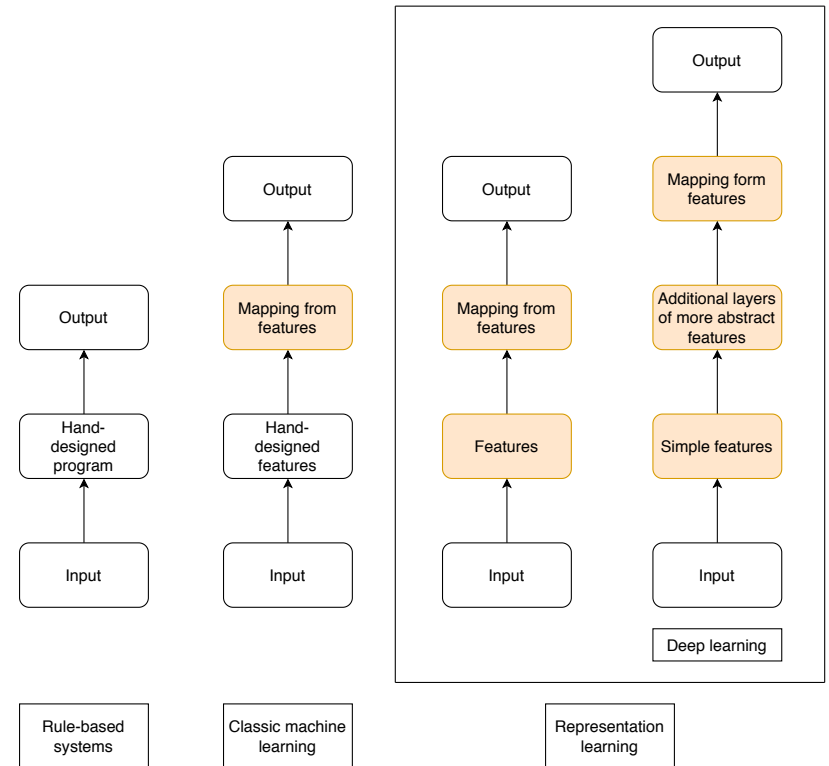 Output
Output
Output
Mapping form
features
Output
Mapping from
features
Mapping from
features
Additional layers
of more abstract
features
Hand-
designed
program
Hand-
designed
features
Features
Simple features
Input
Input
Input
Input
Deep learning
Rule-based
systems
Classic machine
learning
Representation
learning